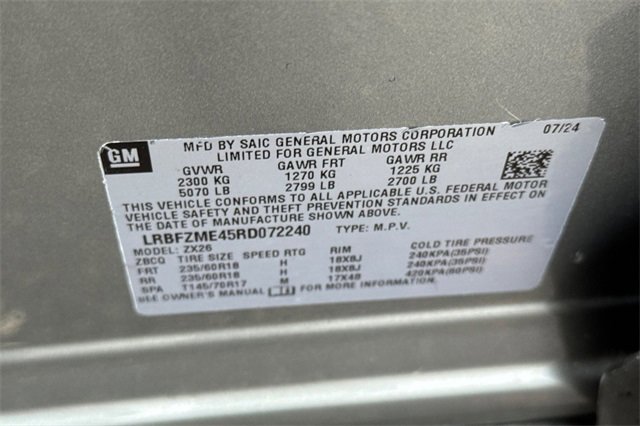 GM
MFD BY SAIC GENERAL MOTORS CORPORATION 07/24
LIMITED FOR GENERAL MOTORS LLC
GVWR GAWR FRT GAWR RR
2300 KG 1270 KG 1225 KG
5070 LB 2799 LB 2700 LB
THIS VEHICLE CONFORMS TO ALL APPLICABLE U.S. FEDERAL MOTOR
VEHICLE SAFETY AND THEFT PREVENTION STANDARDS IN EFFECT ON
THE DATE OF MANUFACTURE SHOWN ABOVE.
LRBFZME45RD072240 TYPE: M.P.V.
MODEL: ZX26
ZBCQ TIRE SIZE SPEED RTG RIM COLD TIRE PRESSURE
FRT 235/60R18 H 18X8J 240KPA(35PSI)
RR 235/60R18 H 18X8J 240KPA(35PSI)
SPA T145/70R17 M 17X4B 420KPA(60PSI)
SEE OWNER'S MANUAL